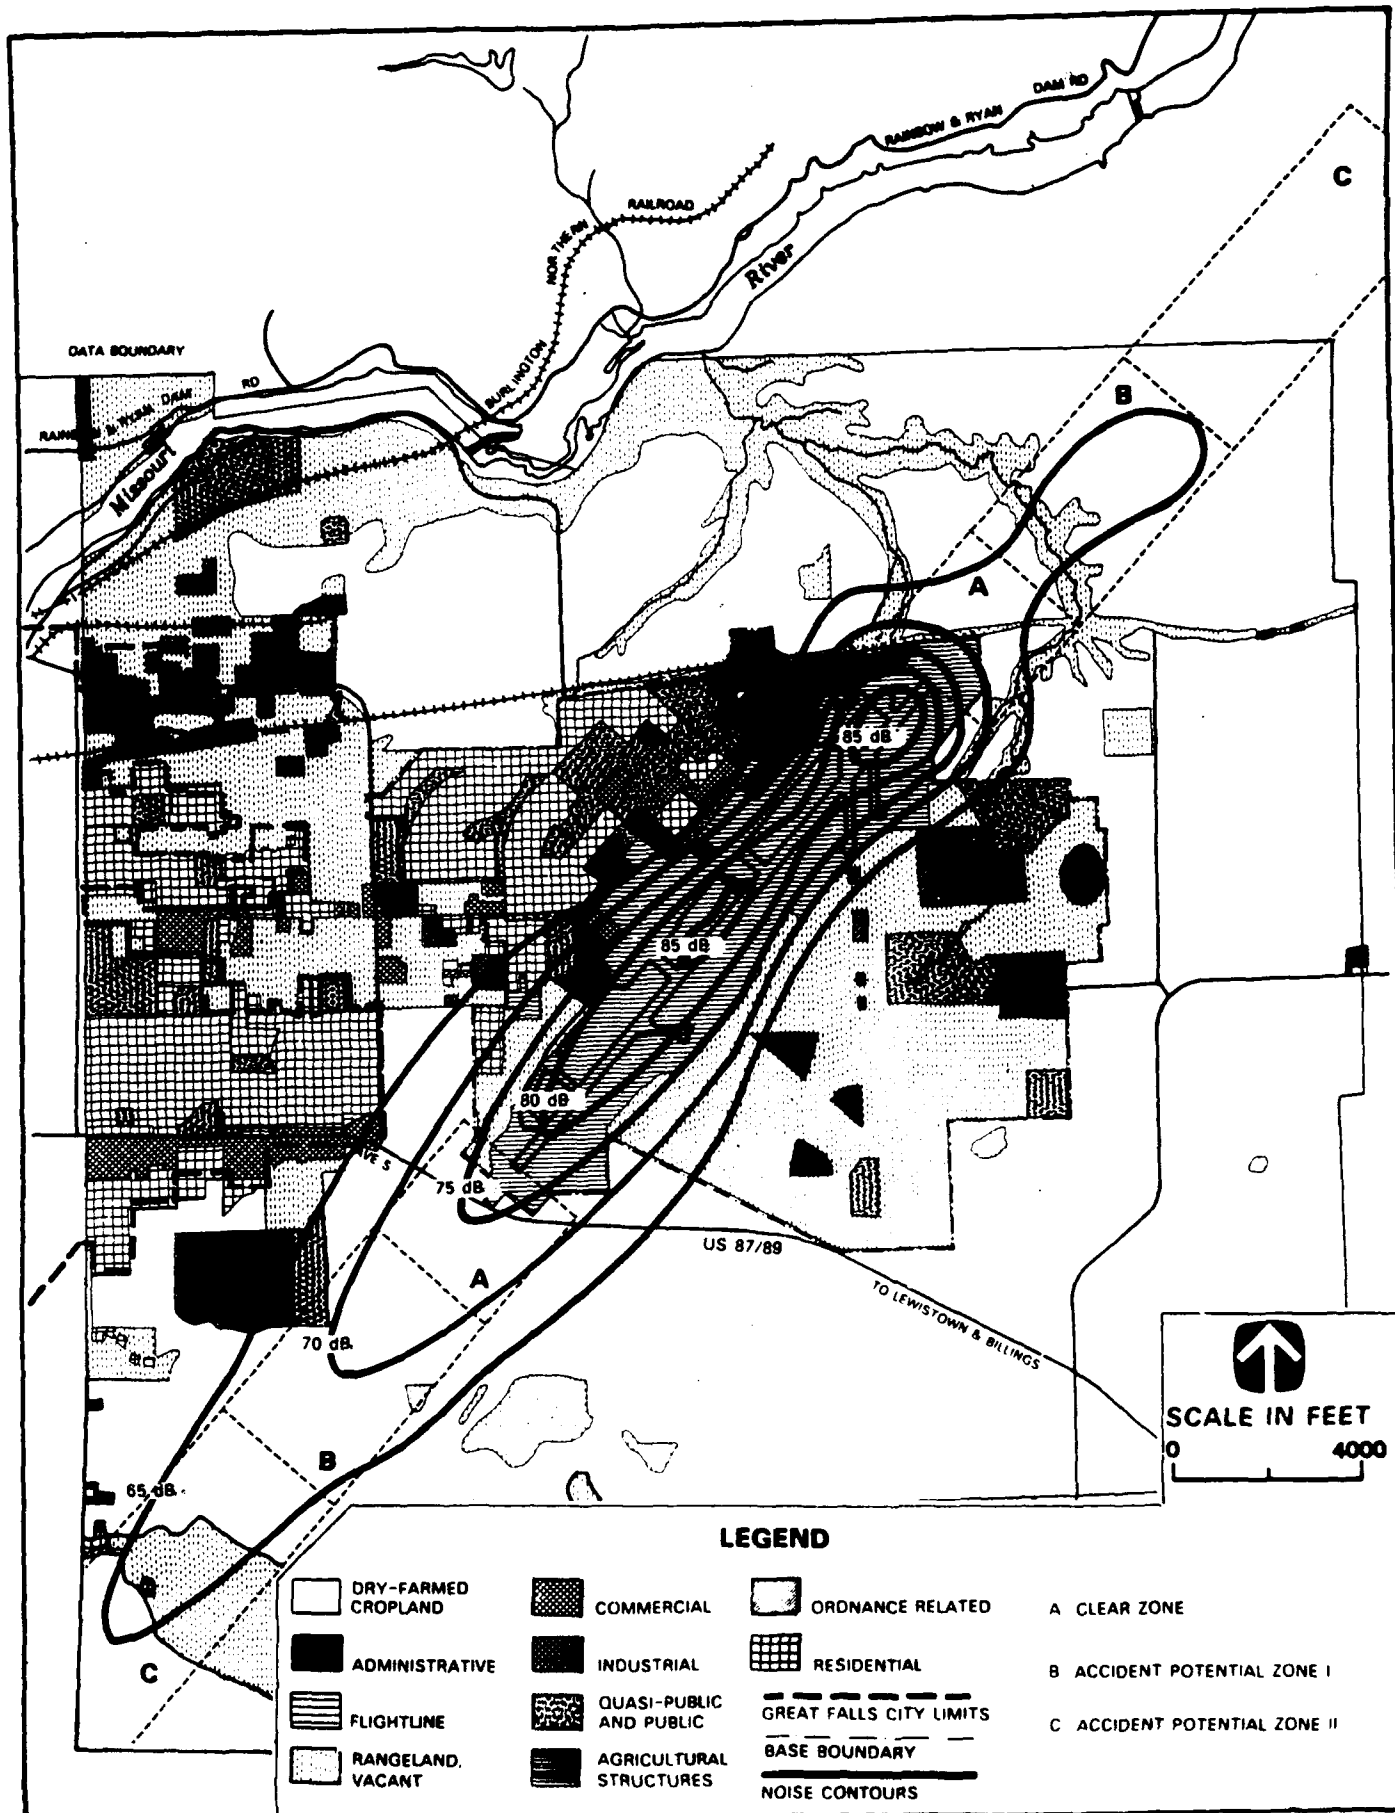 RAINBOW & RYAN DAM RD
C
RAILROAD
NORTHERN
River
DATA BOUNDARY
BURLINGTON
RD
B
Missouri
A
85 dB
85 dB
80 dB
AVE S
75 dB
US 87/89
A
TO LEWISTOWN & BILLINGS
70 dB
SCALE IN FEET
0 4000
B
65 dB
C
LEGEND
DRY-FARMED
CROPLAND
ADMINISTRATIVE
FLIGHTLINE
RANGELAND,
VACANT
COMMERCIAL
INDUSTRIAL
QUASI-PUBLIC
AND PUBLIC
AGRICULTURAL
STRUCTURES
ORDNANCE RELATED
RESIDENTIAL
GREAT FALLS CITY LIMITS
BASE BOUNDARY
NOISE CONTOURS
A CLEAR ZONE
B ACCIDENT POTENTIAL ZONE I
C ACCIDENT POTENTIAL ZONE II